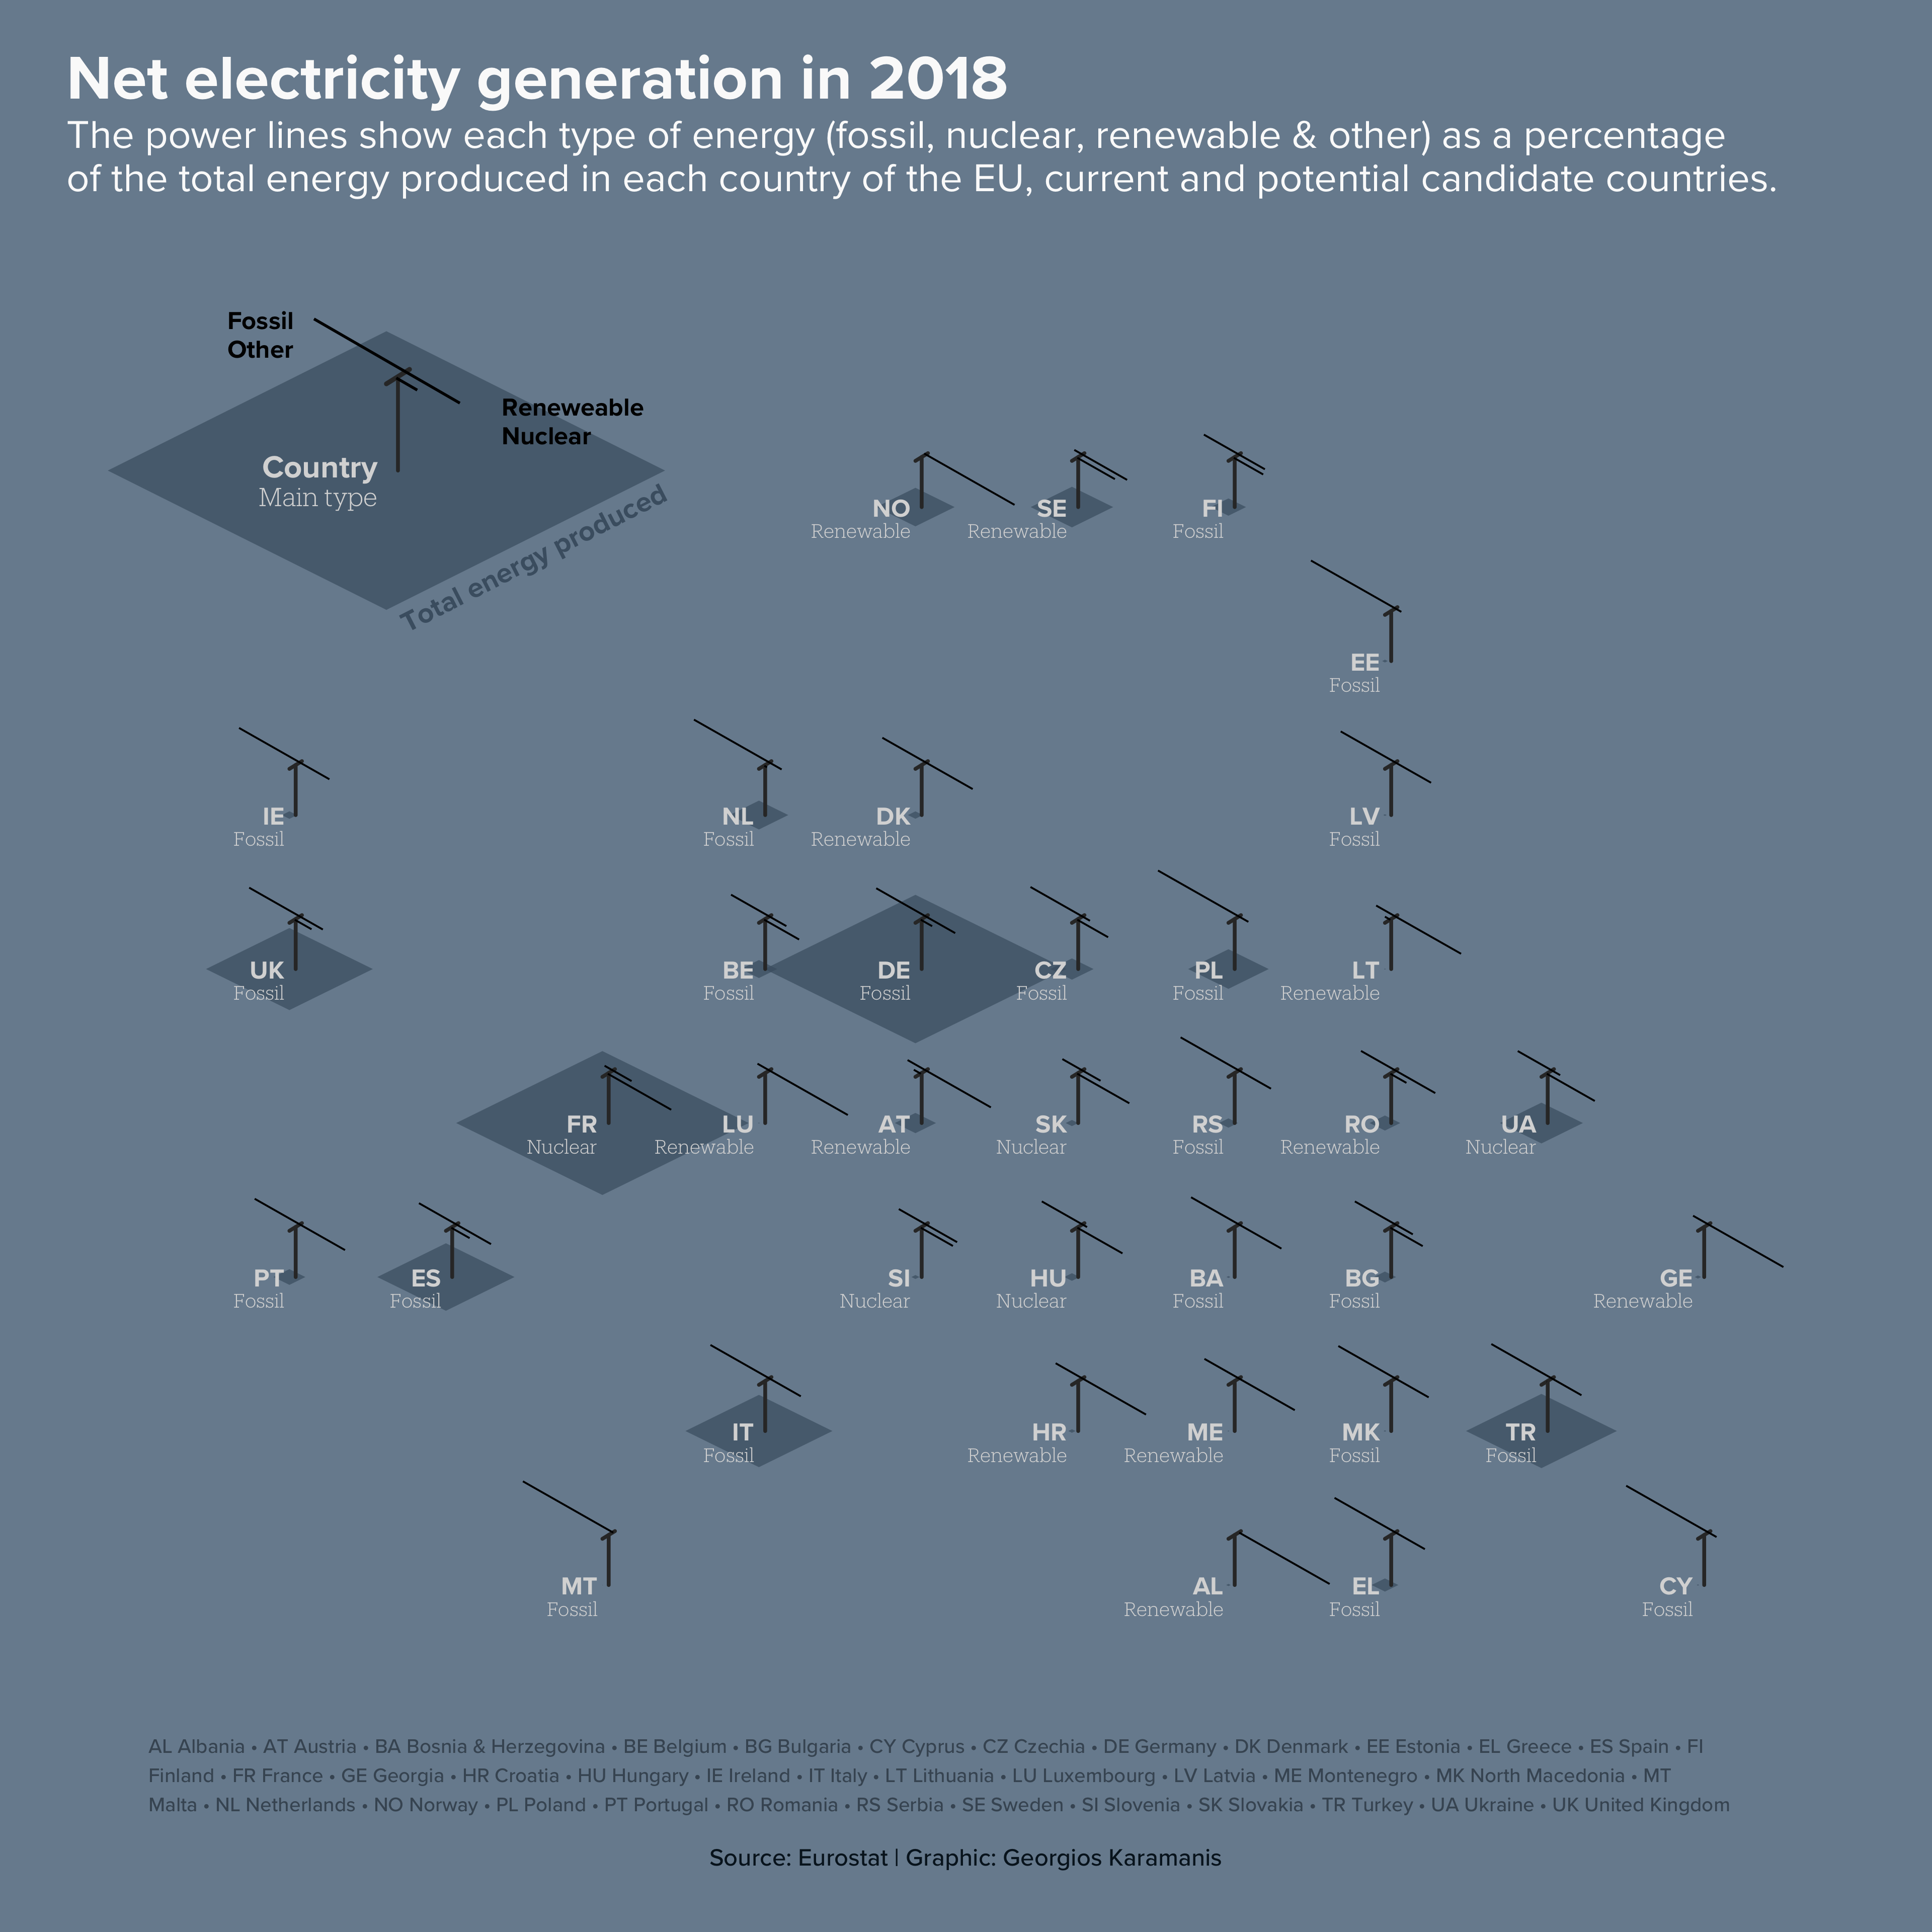 Net electricity generation in 2018
The power lines show each type of energy (fossil, nuclear, renewable & other) as a percentage
of the total energy produced in each country of the EU, current and potential candidate countries.
Fossil
Other
Reneweable
Nuclear
Country
Main type
Total energy produced
NO
Renewable
SE
Renewable
FI
Fossil
EE
Fossil
IE
Fossil
NL
Fossil
DK
Renewable
LV
Fossil
UK
Fossil
BE
Fossil
DE
Fossil
CZ
Fossil
PL
Fossil
LT
Renewable
FR
Nuclear
LU
Renewable
AT
Renewable
SK
Nuclear
RS
Fossil
RO
Renewable
UA
Nuclear
PT
Fossil
ES
Fossil
SI
Nuclear
HU
Nuclear
BA
Fossil
BG
Fossil
GE
Renewable
IT
Fossil
HR
Renewable
ME
Renewable
MK
Fossil
TR
Fossil
MT
Fossil
AL
Renewable
EL
Fossil
CY
Fossil
AL Albania • AT Austria • BA Bosnia & Herzegovina • BE Belgium • BG Bulgaria • CY Cyprus • CZ Czechia • DE Germany • DK Denmark • EE Estonia • EL Greece • ES Spain • FI
Finland • FR France • GE Georgia • HR Croatia • HU Hungary • IE Ireland • IT Italy • LT Lithuania • LU Luxembourg • LV Latvia • ME Montenegro • MK North Macedonia • MT
Malta • NL Netherlands • NO Norway • PL Poland • PT Portugal • RO Romania • RS Serbia • SE Sweden • SI Slovenia • SK Slovakia • TR Turkey • UA Ukraine • UK United Kingdom
Source: Eurostat | Graphic: Georgios Karamanis